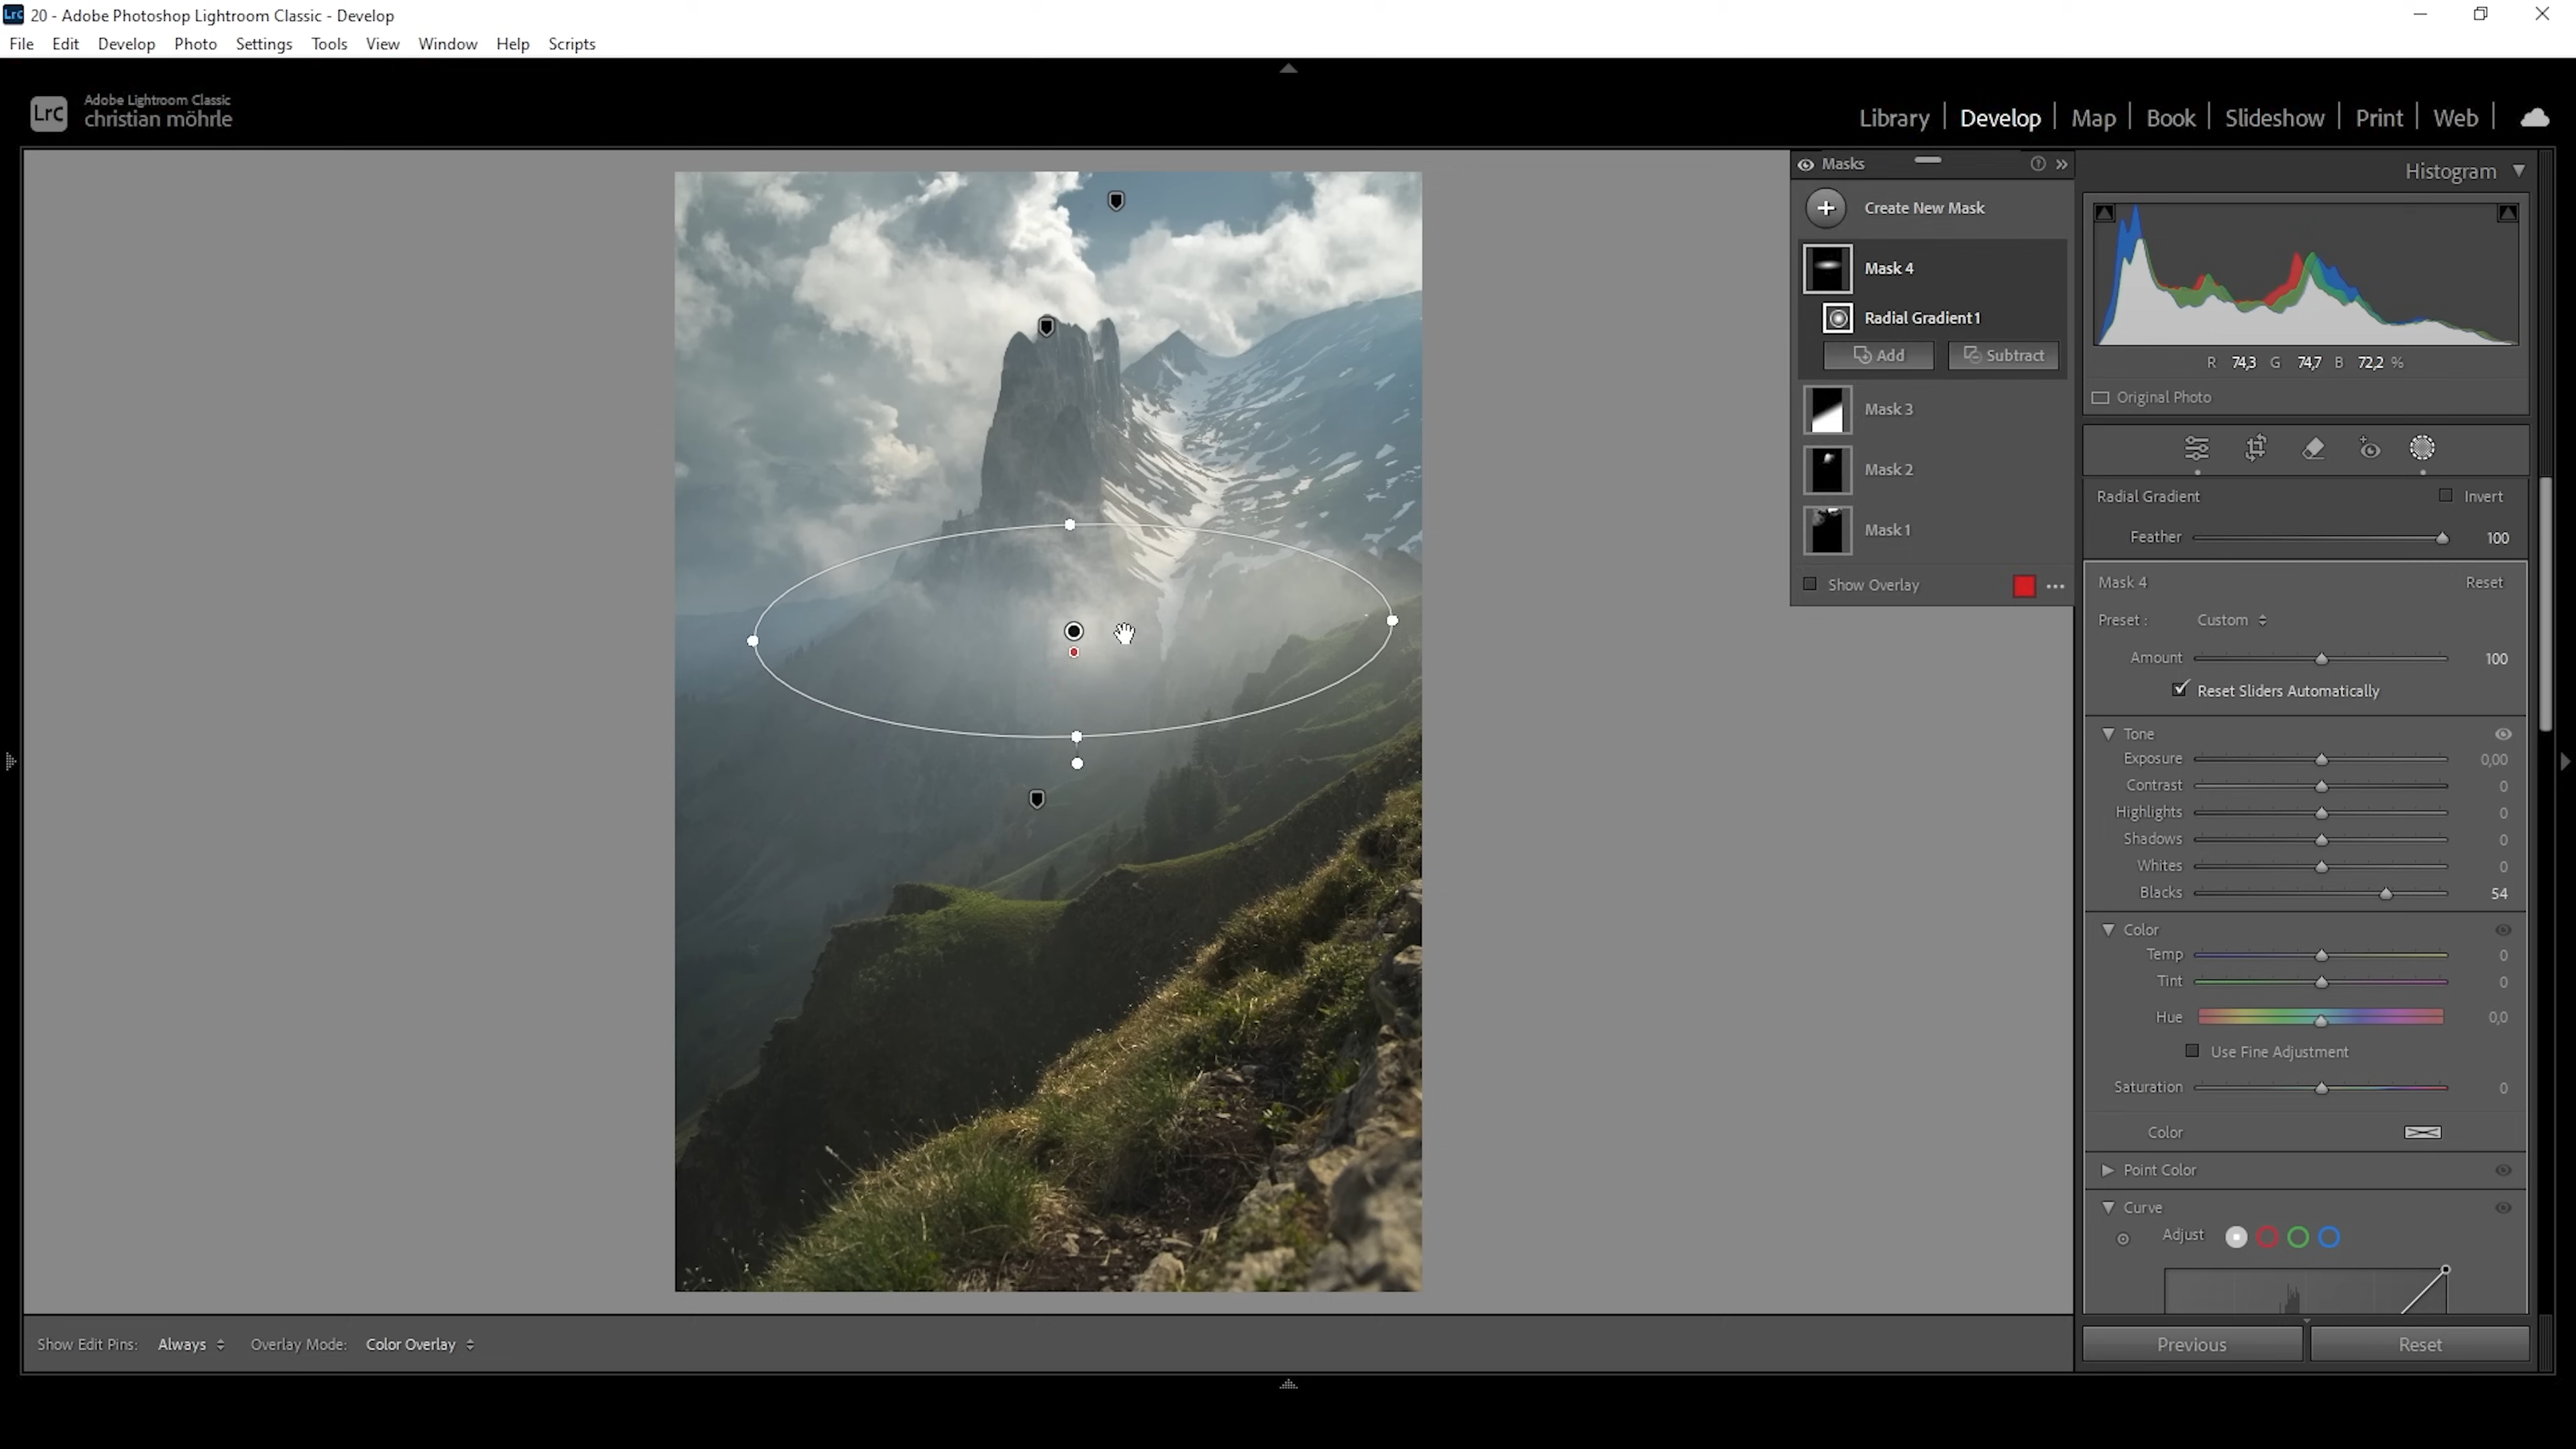 Lrc 20 - Adobe Photoshop Lightroom Classic - Develop
File Edit Develop Photo Settings Tools View Window Help Scripts
Lrc Adobe Lightroom Classic
christian möhrle
Library | Develop | Map | Book | Slideshow | Print | Web |
Masks
Create New Mask
Mask 4
Radial Gradient 1
Add Subtract
Mask 3
Mask 2
Mask 1
Show Overlay
Histogram
R 74,3 G 74,7 B 72,2 %
Original Photo
Radial Gradient Invert
Feather 100
Mask 4 Reset
Preset : Custom
Amount 100
Reset Sliders Automatically
Tone
Exposure 0,00
Contrast 0
Highlights 0
Shadows 0
Whites 0
Blacks 54
Color
Temp 0
Tint 0
Hue 0,0
Use Fine Adjustment
Saturation 0
Color
Point Color
Curve
Adjust
Show Edit Pins: Always Overlay Mode: Color Overlay
Previous Reset